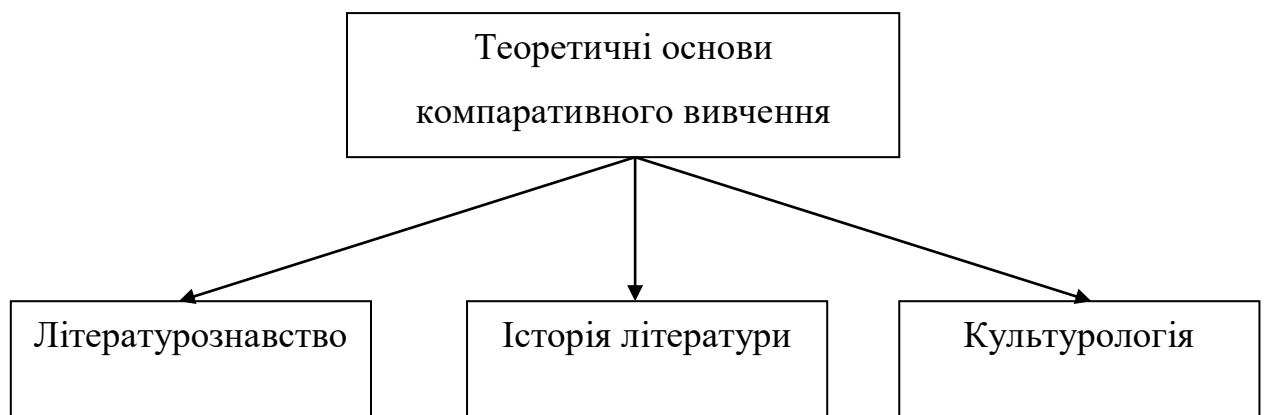 Теоретичні основи
компаративного вивчення
Літературознавство
Історія літератури
Культурологія